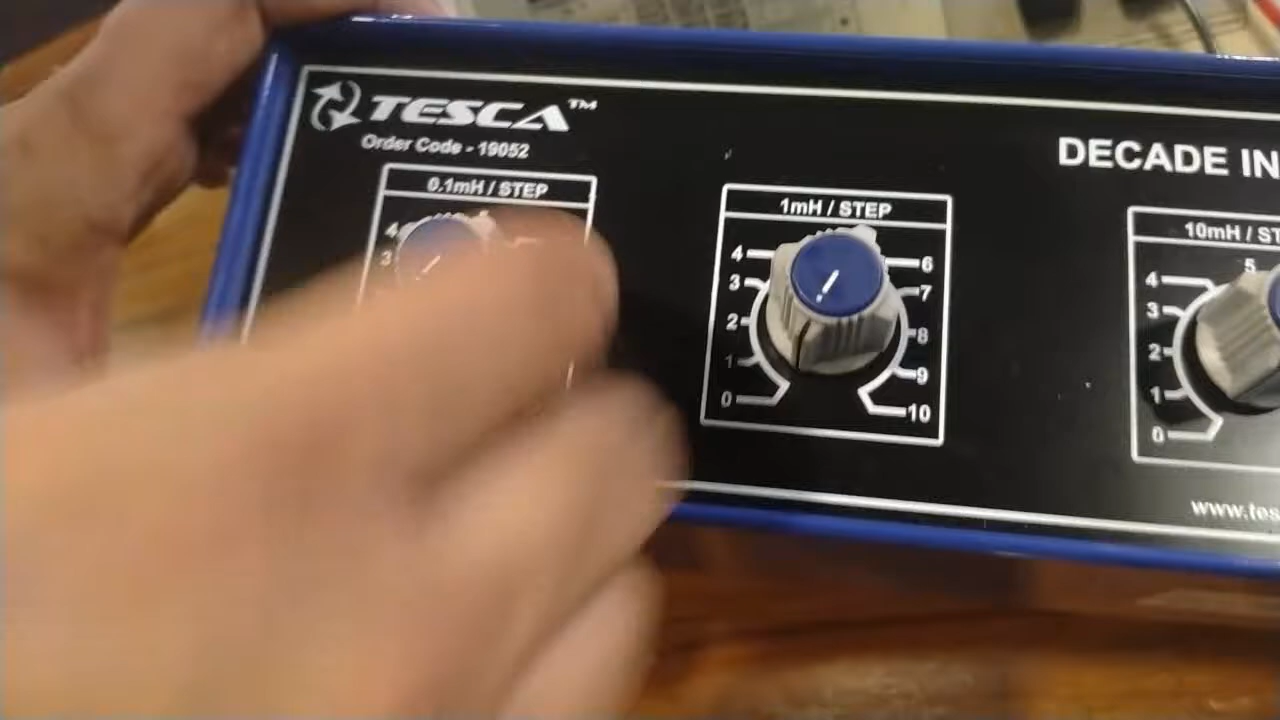 TESCA™
Order Code - 19052
DECADE IN
0.1mH / STEP
4
3
1mH / STEP
4 6
3 7
2 8
1 9
0 10
10mH / ST
5
4
3
2
1
0
www.tes